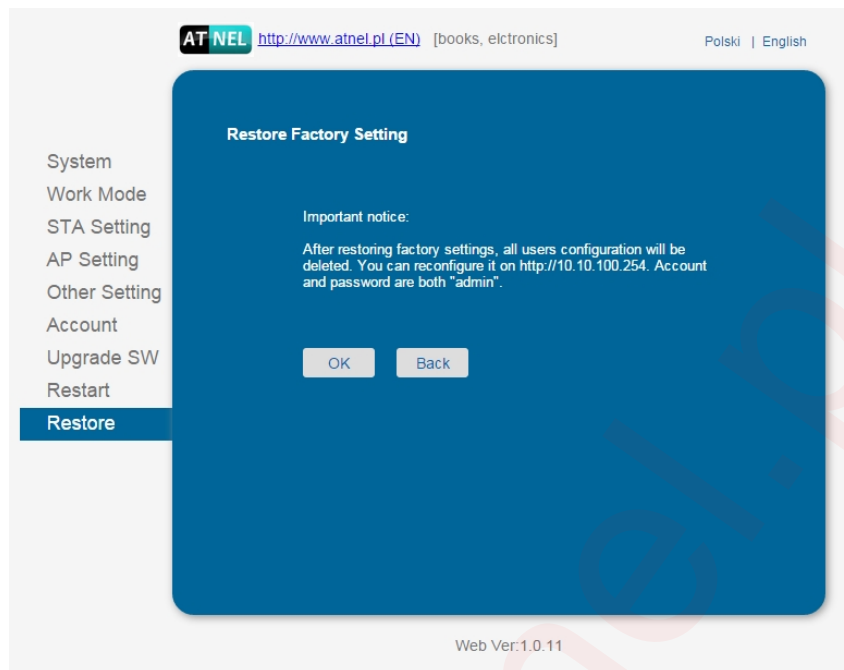 ATNEL http://www.atnel.pl (EN) [books, elctronics] Polski | English
Restore Factory Setting
System
Work Mode
STA Setting
AP Setting
Other Setting
Account
Upgrade SW
Restart
Restore
Important notice:
After restoring factory settings, all users configuration will be
deleted. You can reconfigure it on http://10.10.100.254. Account
and password are both "admin".
OK Back
Web Ver:1.0.11